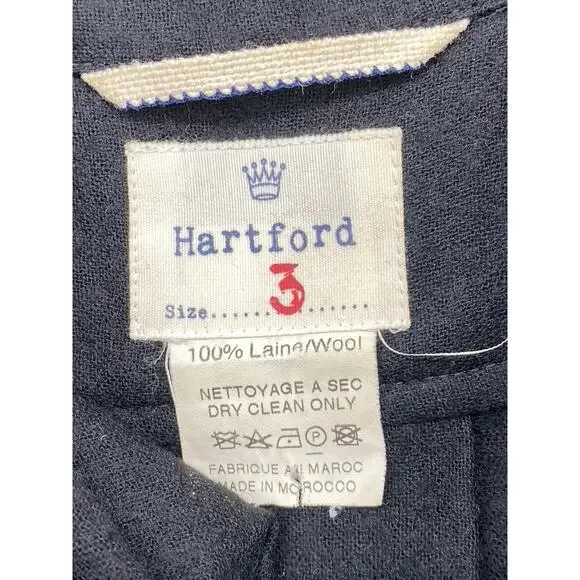 Hartford
Size......3.......
100% Laine/Wool
NETTOYAGE A SEC
DRY CLEAN ONLY
P
FABRIQUE AU MAROC
MADE IN MOROCCO